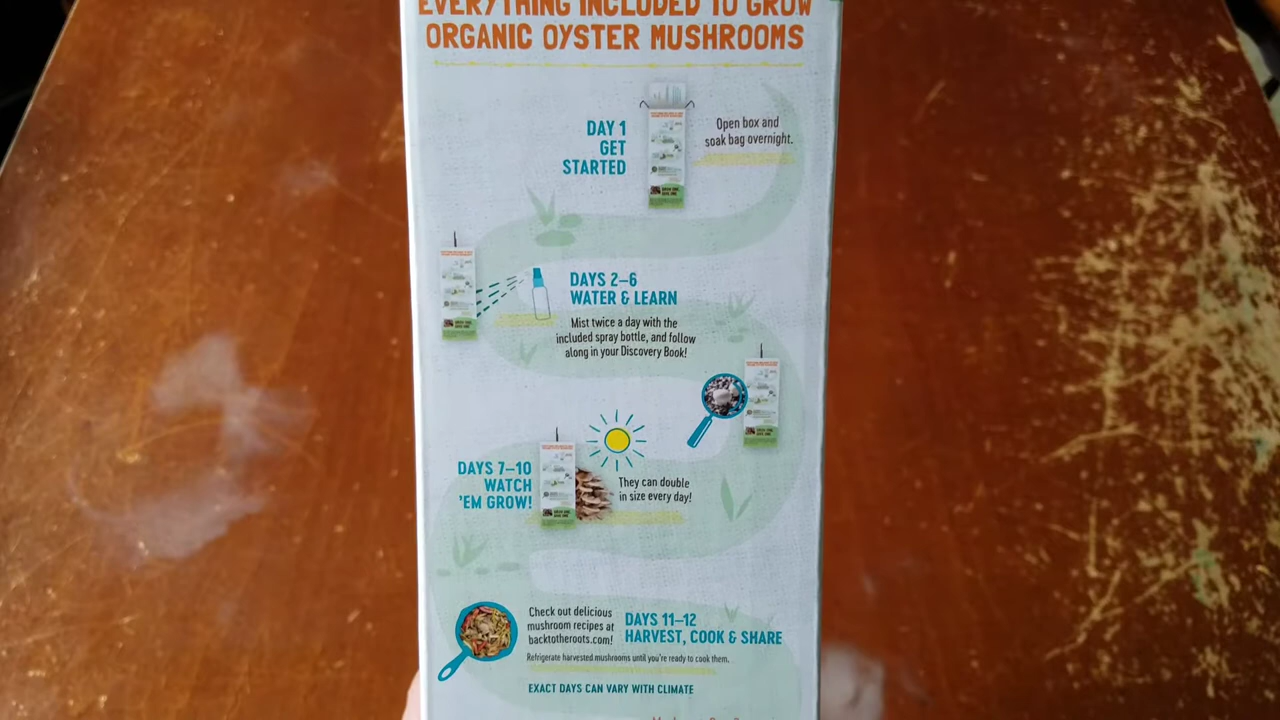 EVERYTHING INCLUDED TO GROW
ORGANIC OYSTER MUSHROOMS
DAY 1
GET
STARTED
Open box and
soak bag overnight.
DAYS 2–6
WATER & LEARN
Mist twice a day with the
included spray bottle, and follow
along in your Discovery Book!
DAYS 7–10
WATCH
'EM GROW!
They can double
in size every day!
Check out delicious
mushroom recipes at
backtotheroots.com!
DAYS 11–12
HARVEST, COOK & SHARE
Refrigerate harvested mushrooms until you're ready to cook them.
EXACT DAYS CAN VARY WITH CLIMATE